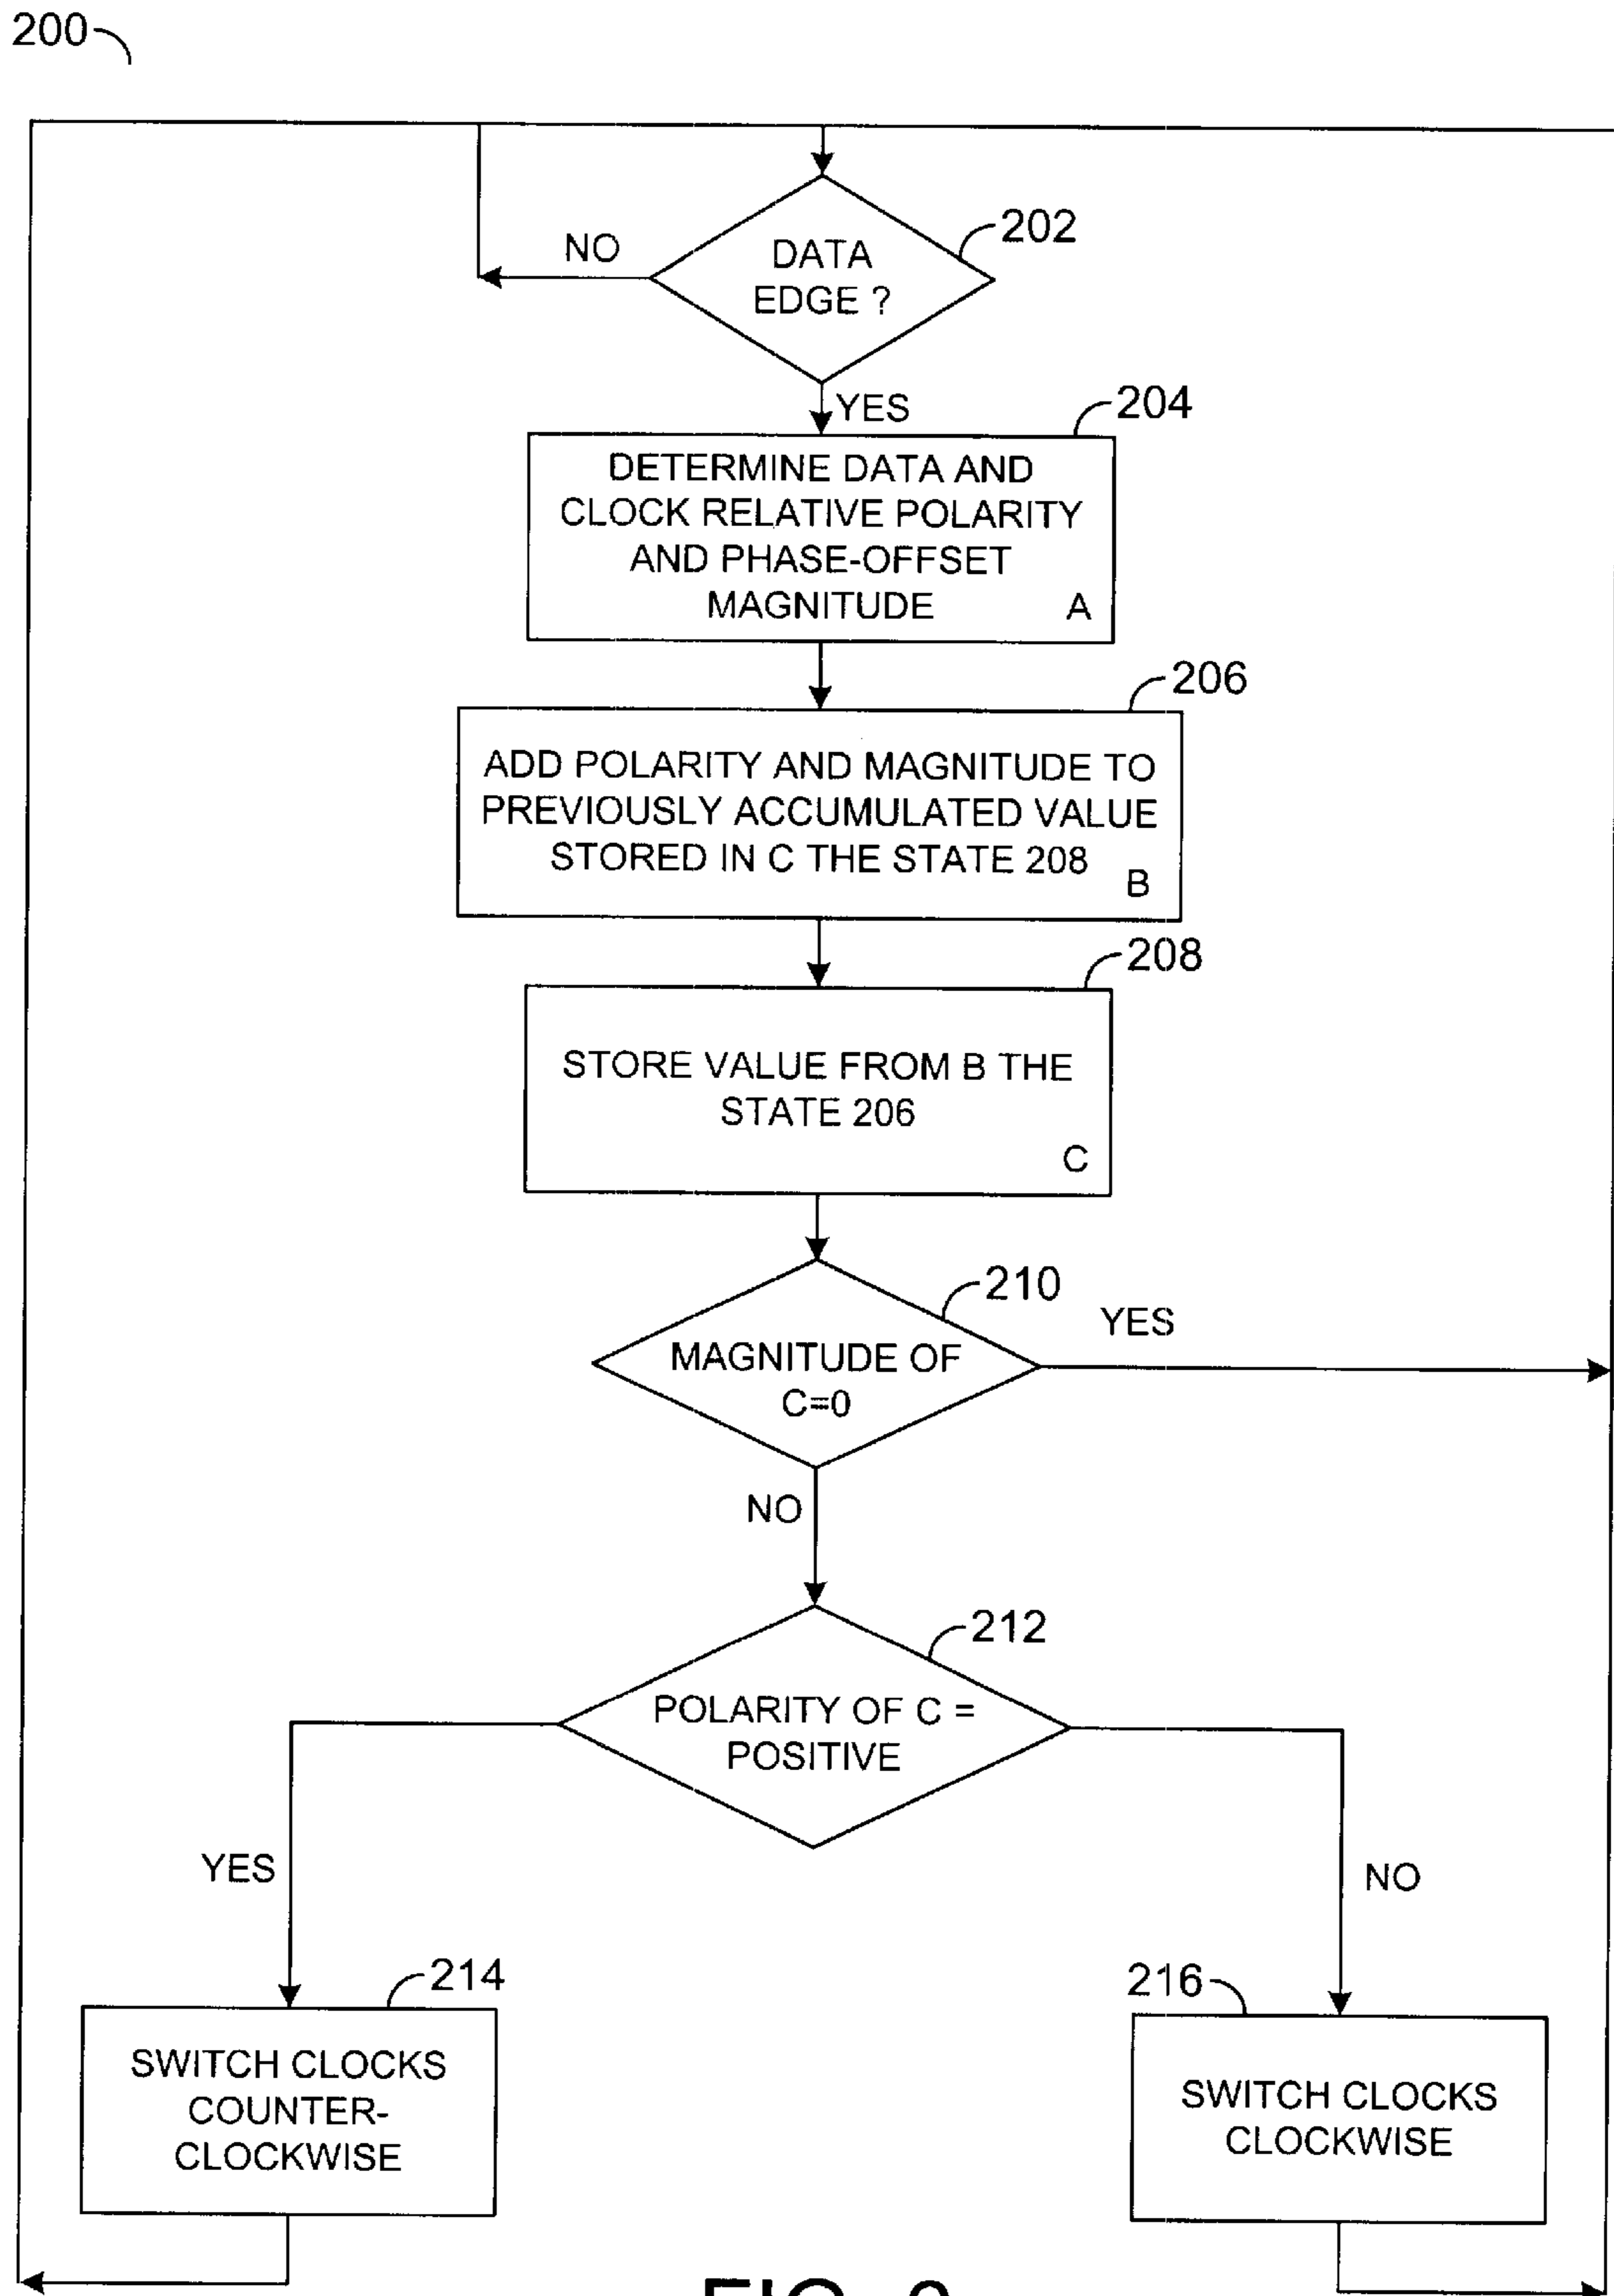 200
202
NO
DATA
EDGE ?
YES
204
DETERMINE DATA AND
CLOCK RELATIVE POLARITY
AND PHASE-OFFSET
MAGNITUDE
A
206
ADD POLARITY AND MAGNITUDE TO
PREVIOUSLY ACCUMULATED VALUE
STORED IN C THE STATE 208
B
208
STORE VALUE FROM B THE
STATE 206
C
210
YES
MAGNITUDE OF
C=0
NO
212
POLARITY OF C =
POSITIVE
YES
NO
214
SWITCH CLOCKS
COUNTER-
CLOCKWISE
216
SWITCH CLOCKS
CLOCKWISE
FIG.